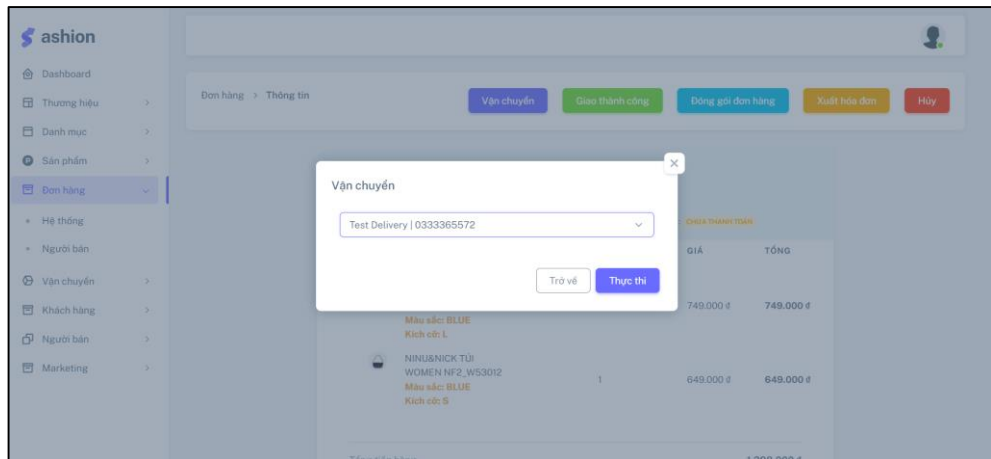 ashion
Dashboard
Thương hiệu
Danh mục
Sản phẩm
Đơn hàng
Hệ thống
Người bán
Vận chuyển
Khách hàng
Người bán
Marketing
Đơn hàng > Thông tin
Vận chuyển
Giao thành công
Đóng gói đơn hàng
Xuất hóa đơn
Hủy
Vận chuyển
Test Delivery | 0333365572
Trở về
Thực thi
CHƯA THANH TOÁN
GIÁ TỔNG
749.000 đ 749.000 đ
Màu sắc: BLUE
Kích cỡ: L
NINU&NICK TÚI
WOMEN NF2_W53012
1 649.000 đ 649.000 đ
Màu sắc: BLUE
Kích cỡ: S